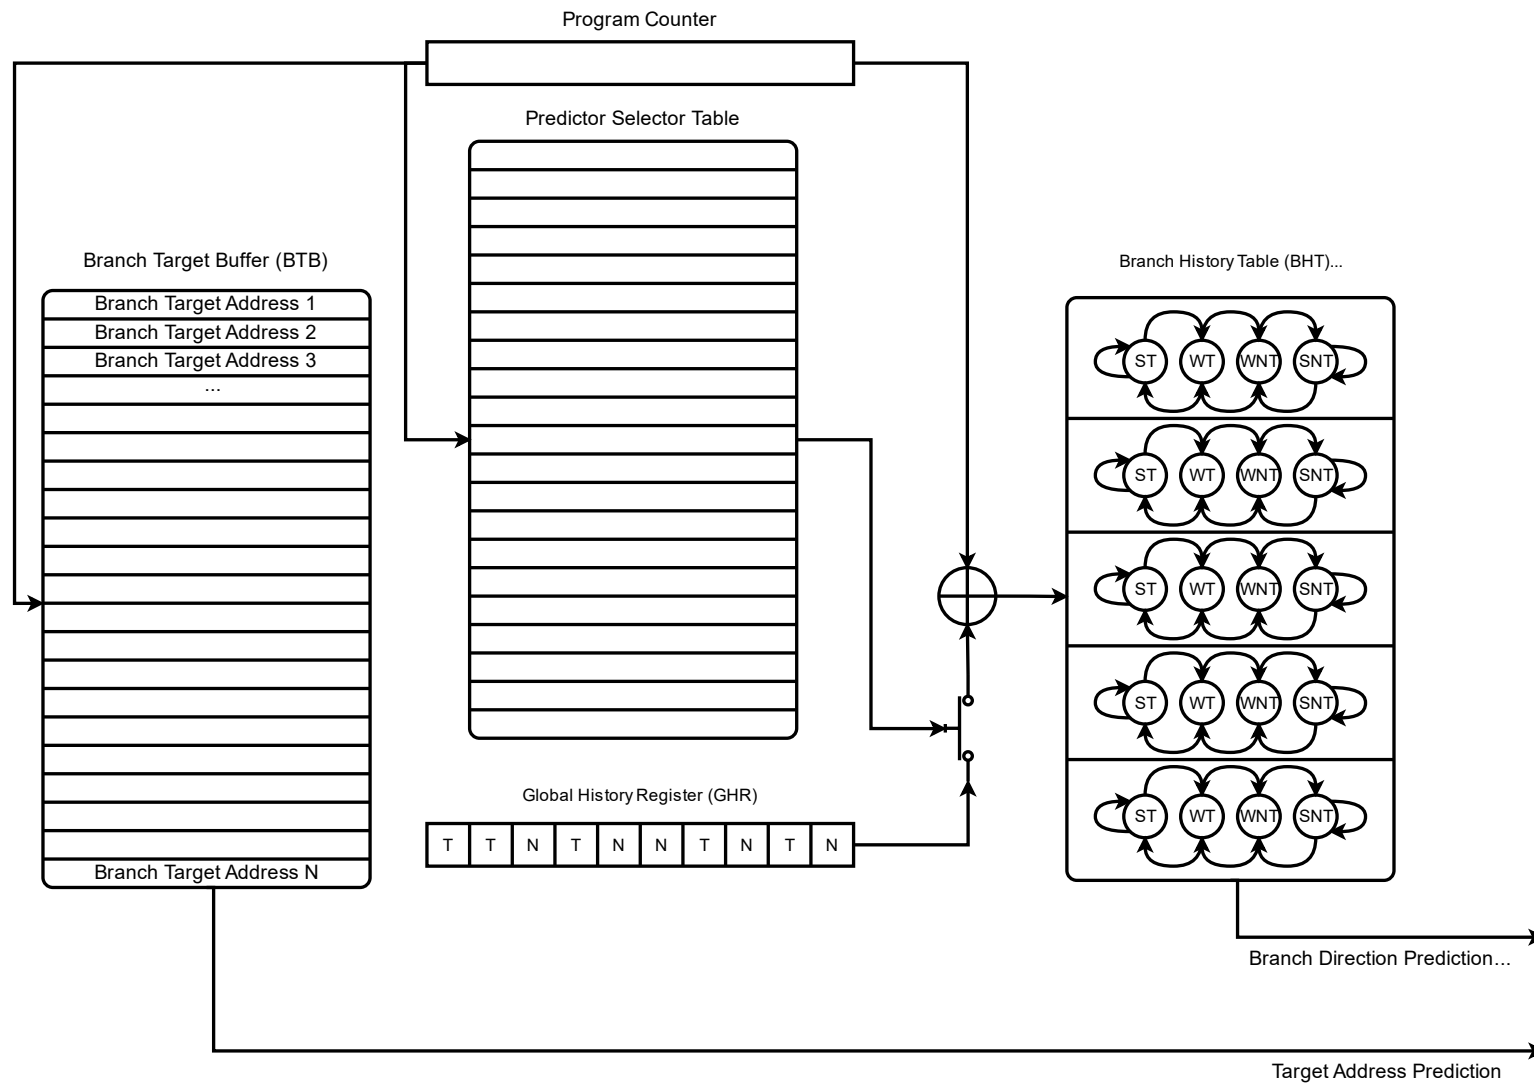 Program Counter
Predictor Selector Table
Branch Target Buffer (BTB)
Branch Target Address 1
Branch Target Address 2
Branch Target Address 3
...
Branch Target Address N
Global History Register (GHR)
T T N T N N T N T N
Branch History Table (BHT)...
ST WT WNT SNT
ST WT WNT SNT
ST WT WNT SNT
ST WT WNT SNT
ST WT WNT SNT
Branch Direction Prediction...
Target Address Prediction